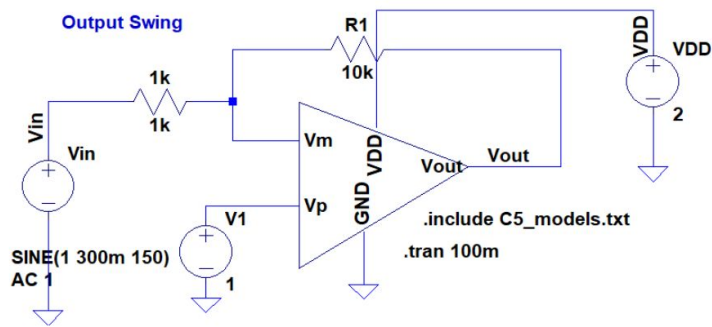 Output Swing
R1
10k
VDD
VDD
2
1k
1k
Vin
Vin
Vm
VDD
Vout
Vout
Vp
GND
V1
1
.include C5_models.txt
.tran 100m
SINE(1 300m 150)
AC 1